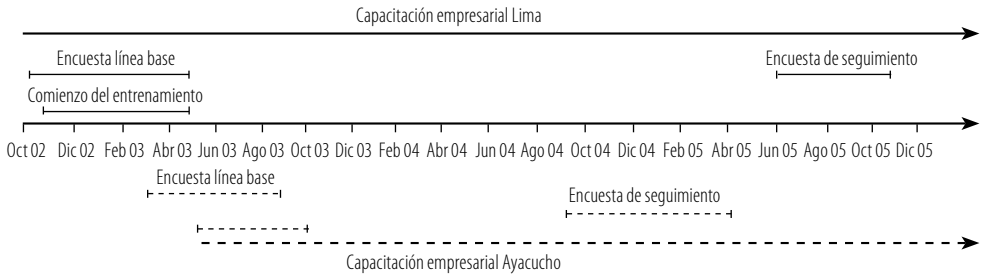 Capacitación empresarial Lima
Encuesta línea base
Encuesta de seguimiento
Comienzo del entrenamiento
Oct 02 Dic 02 Feb 03 Abr 03 Jun 03 Ago 03 Oct 03 Dic 03 Feb 04 Abr 04 Jun 04 Ago 04 Oct 04 Dic 04 Feb 05 Abr 05 Jun 05 Ago 05 Oct 05 Dic 05
Encuesta línea base
Encuesta de seguimiento
Capacitación empresarial Ayacucho